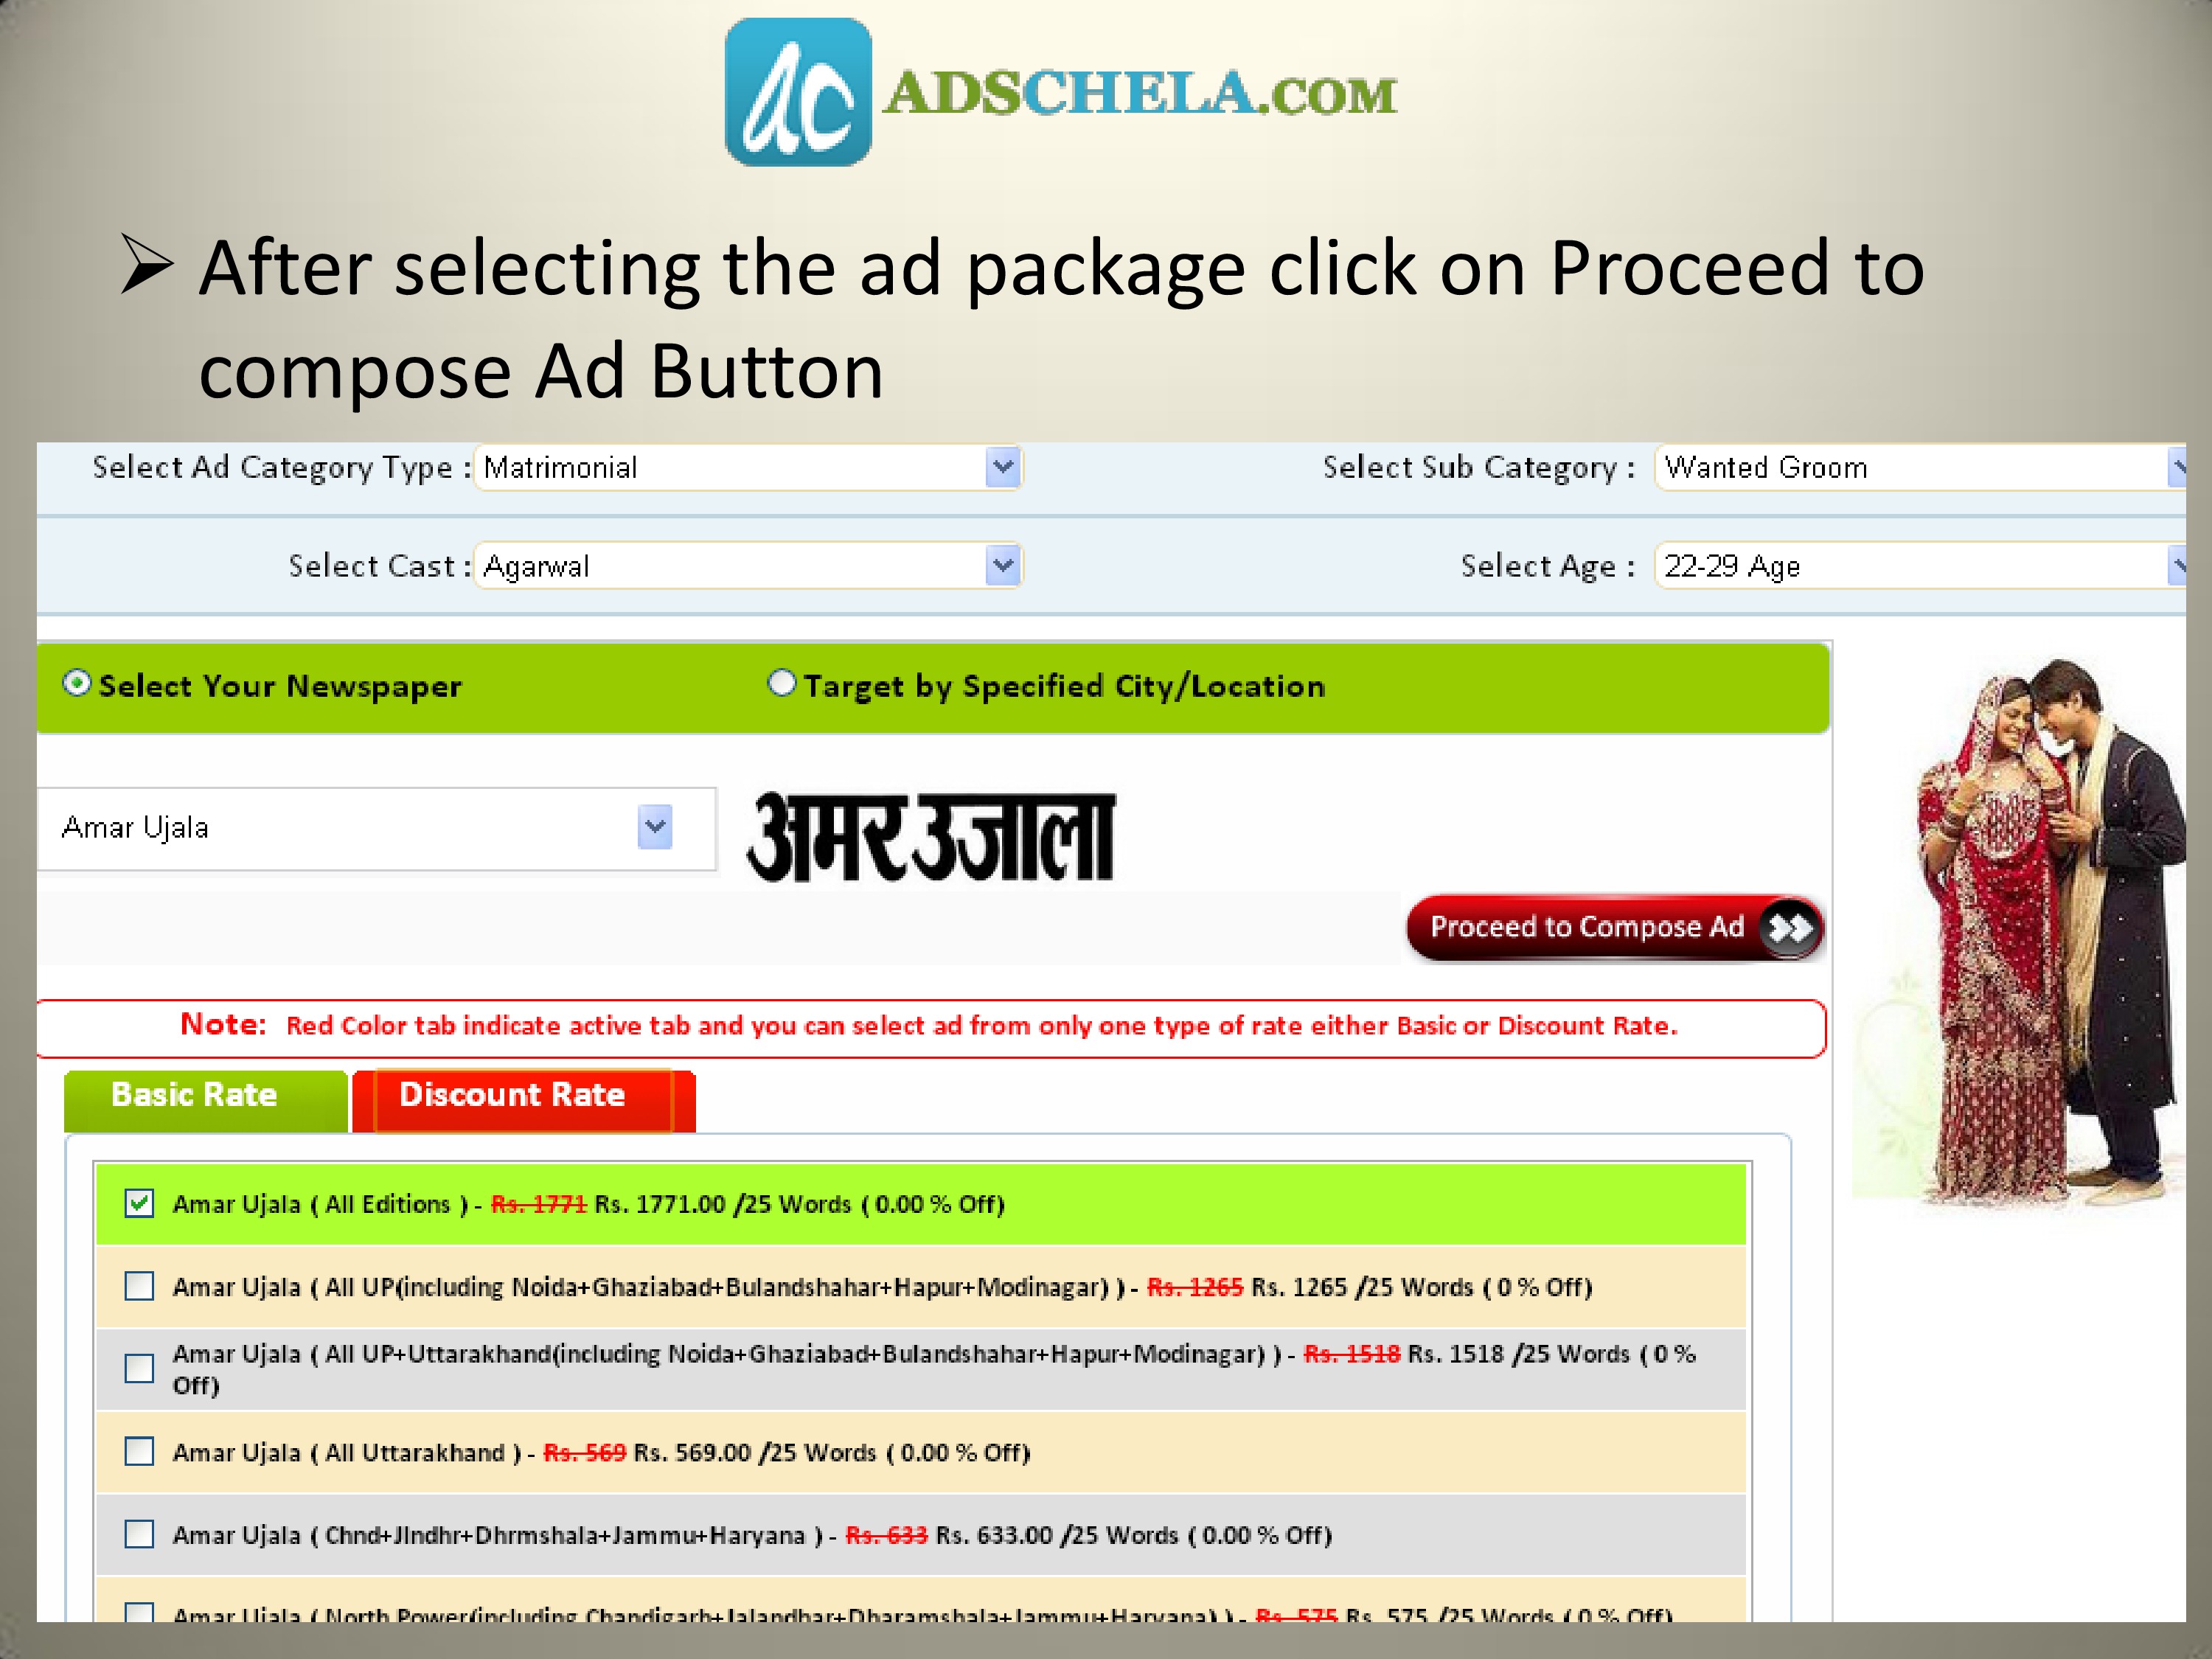 ac ADSCHELA.COM
After selecting the ad package click on Proceed to
compose Ad Button
Select Ad Category Type : Matrimonial Select Sub Category : Wanted Groom
Select Cast : Agarwal Select Age : 22-29 Age
Select Your Newspaper Target by Specified City/Location
Amar Ujala अमर उजाला
Proceed to Compose Ad
Note: Red Color tab indicate active tab and you can select ad from only one type of rate either Basic or Discount Rate.
Basic Rate Discount Rate
Amar Ujala ( All Editions ) - Rs. 1771 Rs. 1771.00 /25 Words ( 0.00 % Off)
Amar Ujala ( All UP(including Noida+Ghaziabad+Bulandshahar+Hapur+Modinagar) ) - Rs. 1265 Rs. 1265 /25 Words ( 0 % Off)
Amar Ujala ( All UP+Uttarakhand(including Noida+Ghaziabad+Bulandshahar+Hapur+Modinagar) ) - Rs. 1518 Rs. 1518 /25 Words ( 0 %
Off)
Amar Ujala ( All Uttarakhand ) - Rs. 569 Rs. 569.00 /25 Words ( 0.00 % Off)
Amar Ujala ( Chnd+Jlndhr+Dhrmshala+Jammu+Haryana ) - Rs. 633 Rs. 633.00 /25 Words ( 0.00 % Off)
Amar Ujala ( North Power(including Chandigarh+Jalandhar+Dharamshala+Jammu+Haryana) ) - Rs. 575 Rs. 575 /25 Words ( 0 % Off)